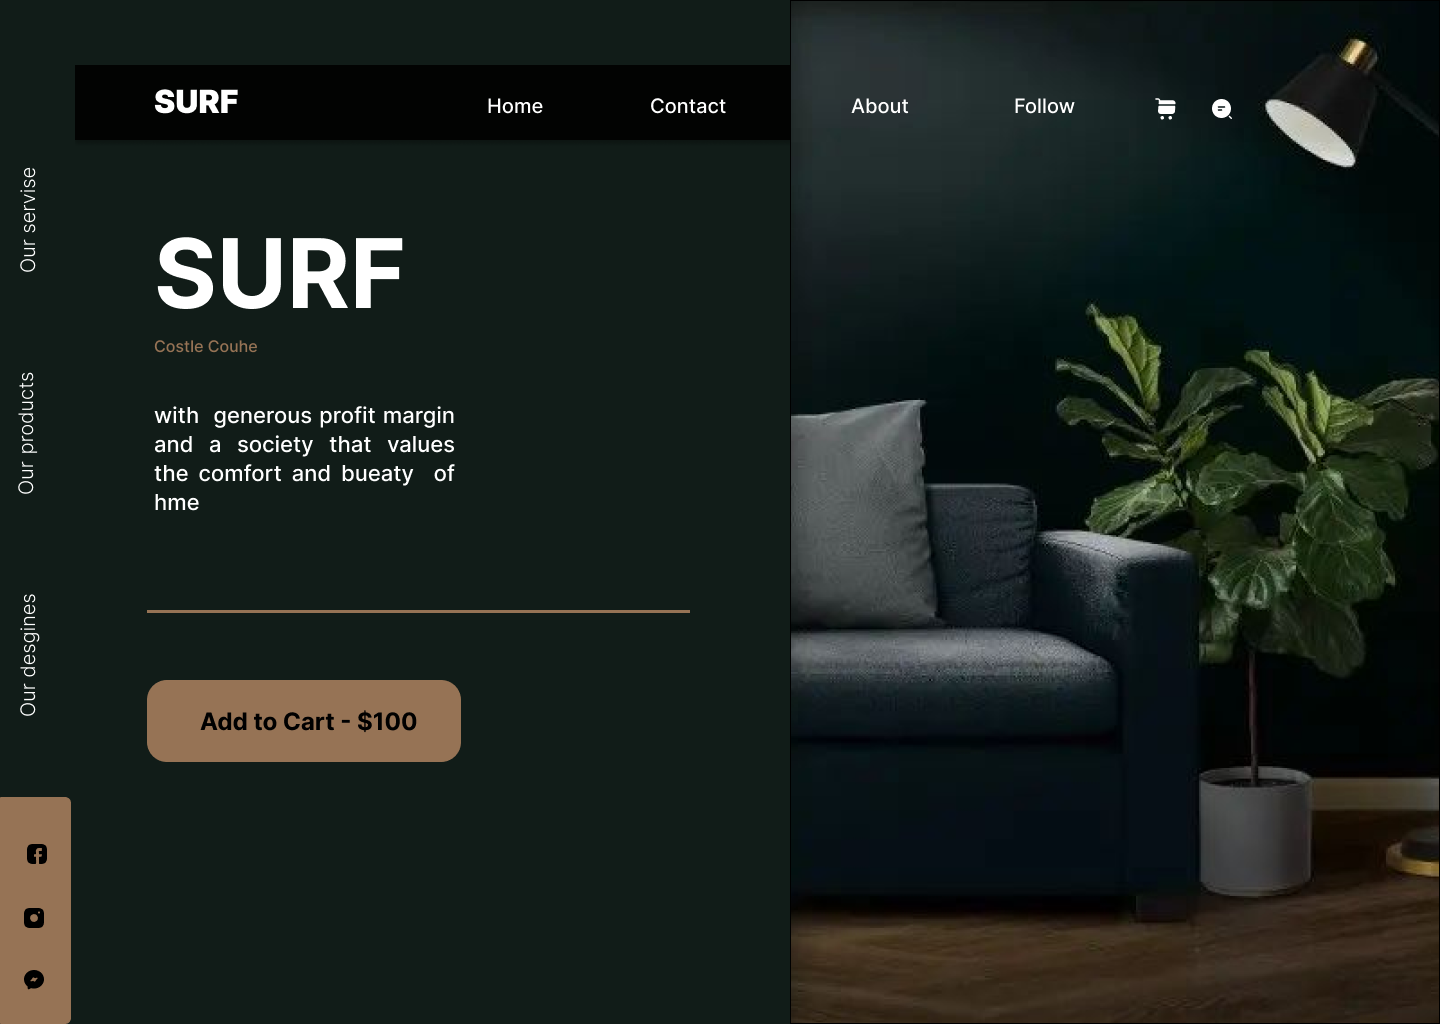 SURF
Home
Contact
About
Follow
Our servise
Our products
Our desgines
SURF
Costle Couhe
with generous profit margin
and a society that values
the comfort and bueaty of
hme
Add to Cart - $100